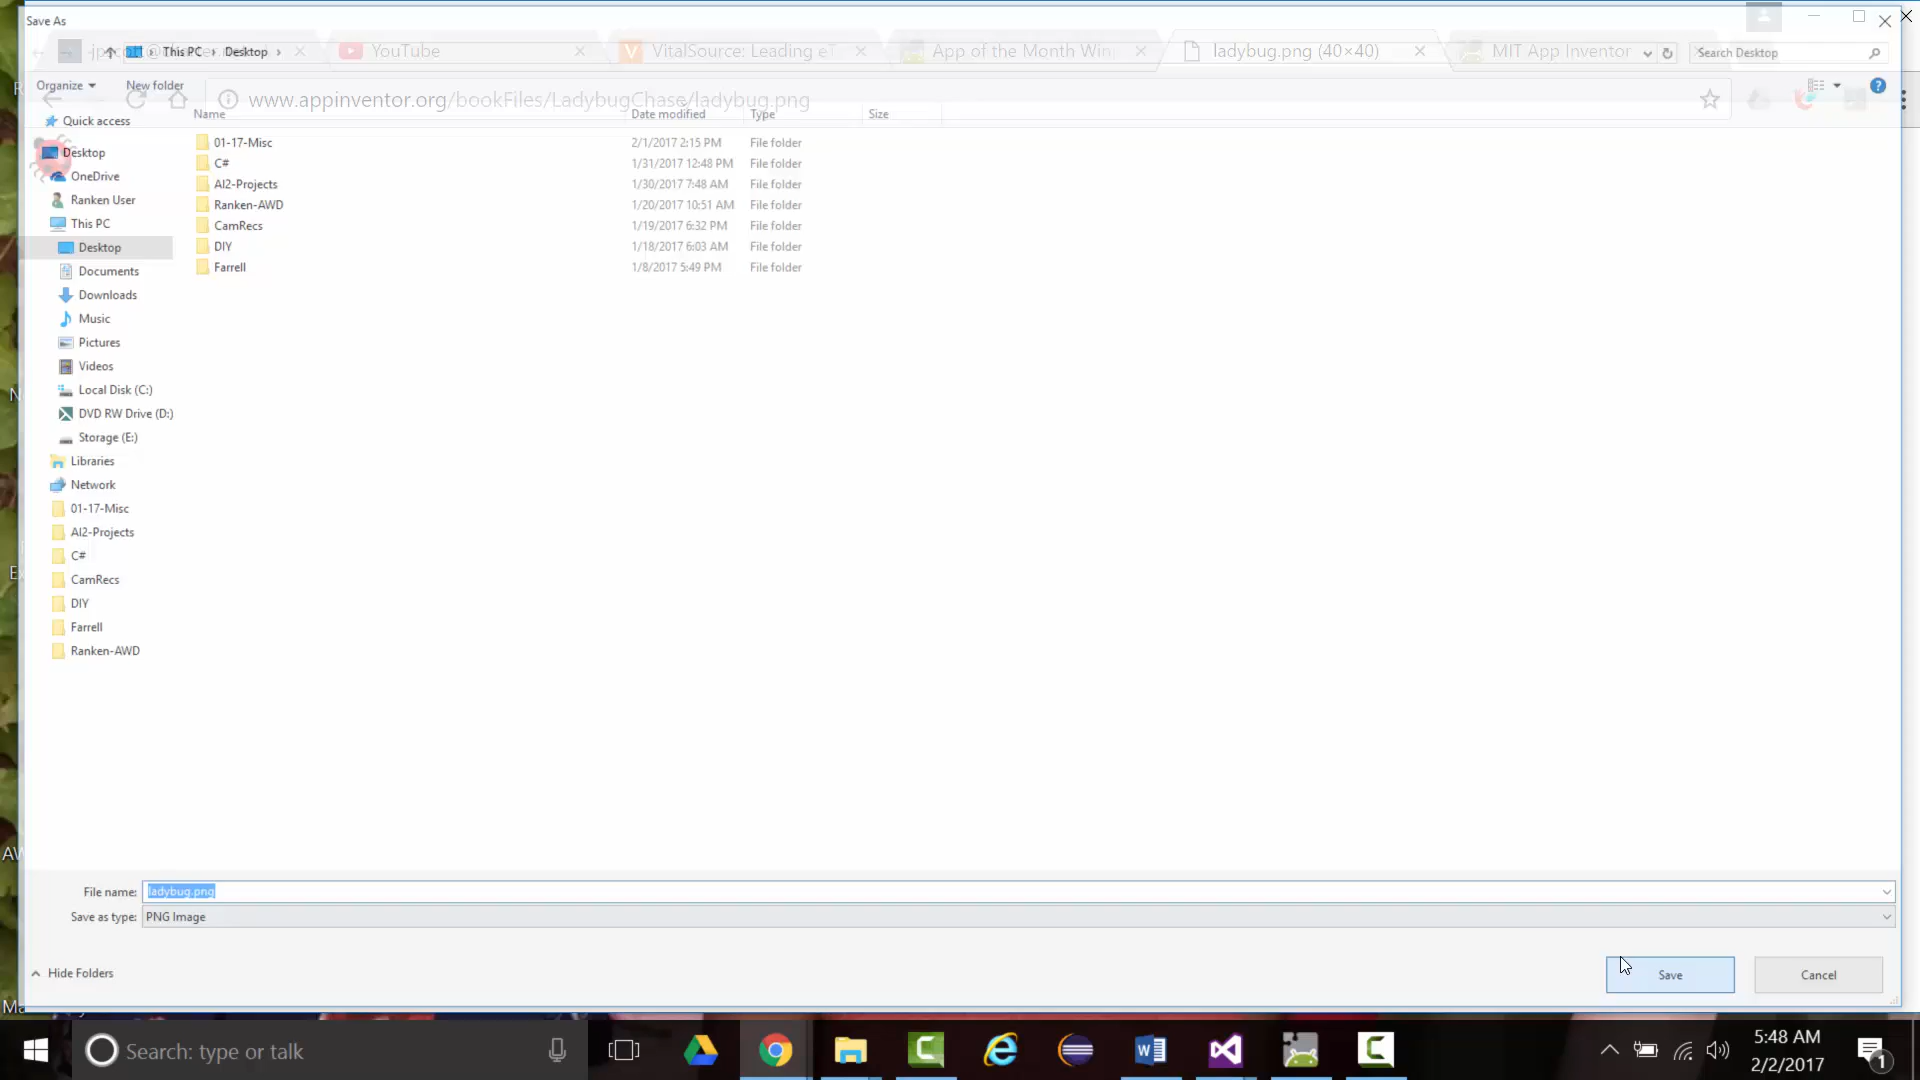 Save As
This PC › Desktop ›
YouTube
VitalSource: Leading eT
App of the Month Win
ladybug.png (40×40)
MIT App Inventor
Search Desktop
Organize
New folder
www.appinventor.org/bookFiles/LadybugChase/ladybug.png
Name
Date modified
Type
Size
Quick access
Desktop
OneDrive
Ranken User
This PC
Desktop
Documents
Downloads
Music
Pictures
Videos
Local Disk (C:)
DVD RW Drive (D:)
Storage (E:)
Libraries
Network
01-17-Misc
AI2-Projects
C#
CamRecs
DIY
Farrell
Ranken-AWD
01-17-Misc 2/1/2017 2:15 PM File folder
C# 1/31/2017 12:48 PM File folder
AI2-Projects 1/30/2017 7:48 AM File folder
Ranken-AWD 1/20/2017 10:51 AM File folder
CamRecs 1/19/2017 6:32 PM File folder
DIY 1/18/2017 6:03 AM File folder
Farrell 1/8/2017 5:49 PM File folder
File name: ladybug.png
Save as type: PNG Image
Hide Folders
Save
Cancel
Search: type or talk
5:48 AM
2/2/2017
1